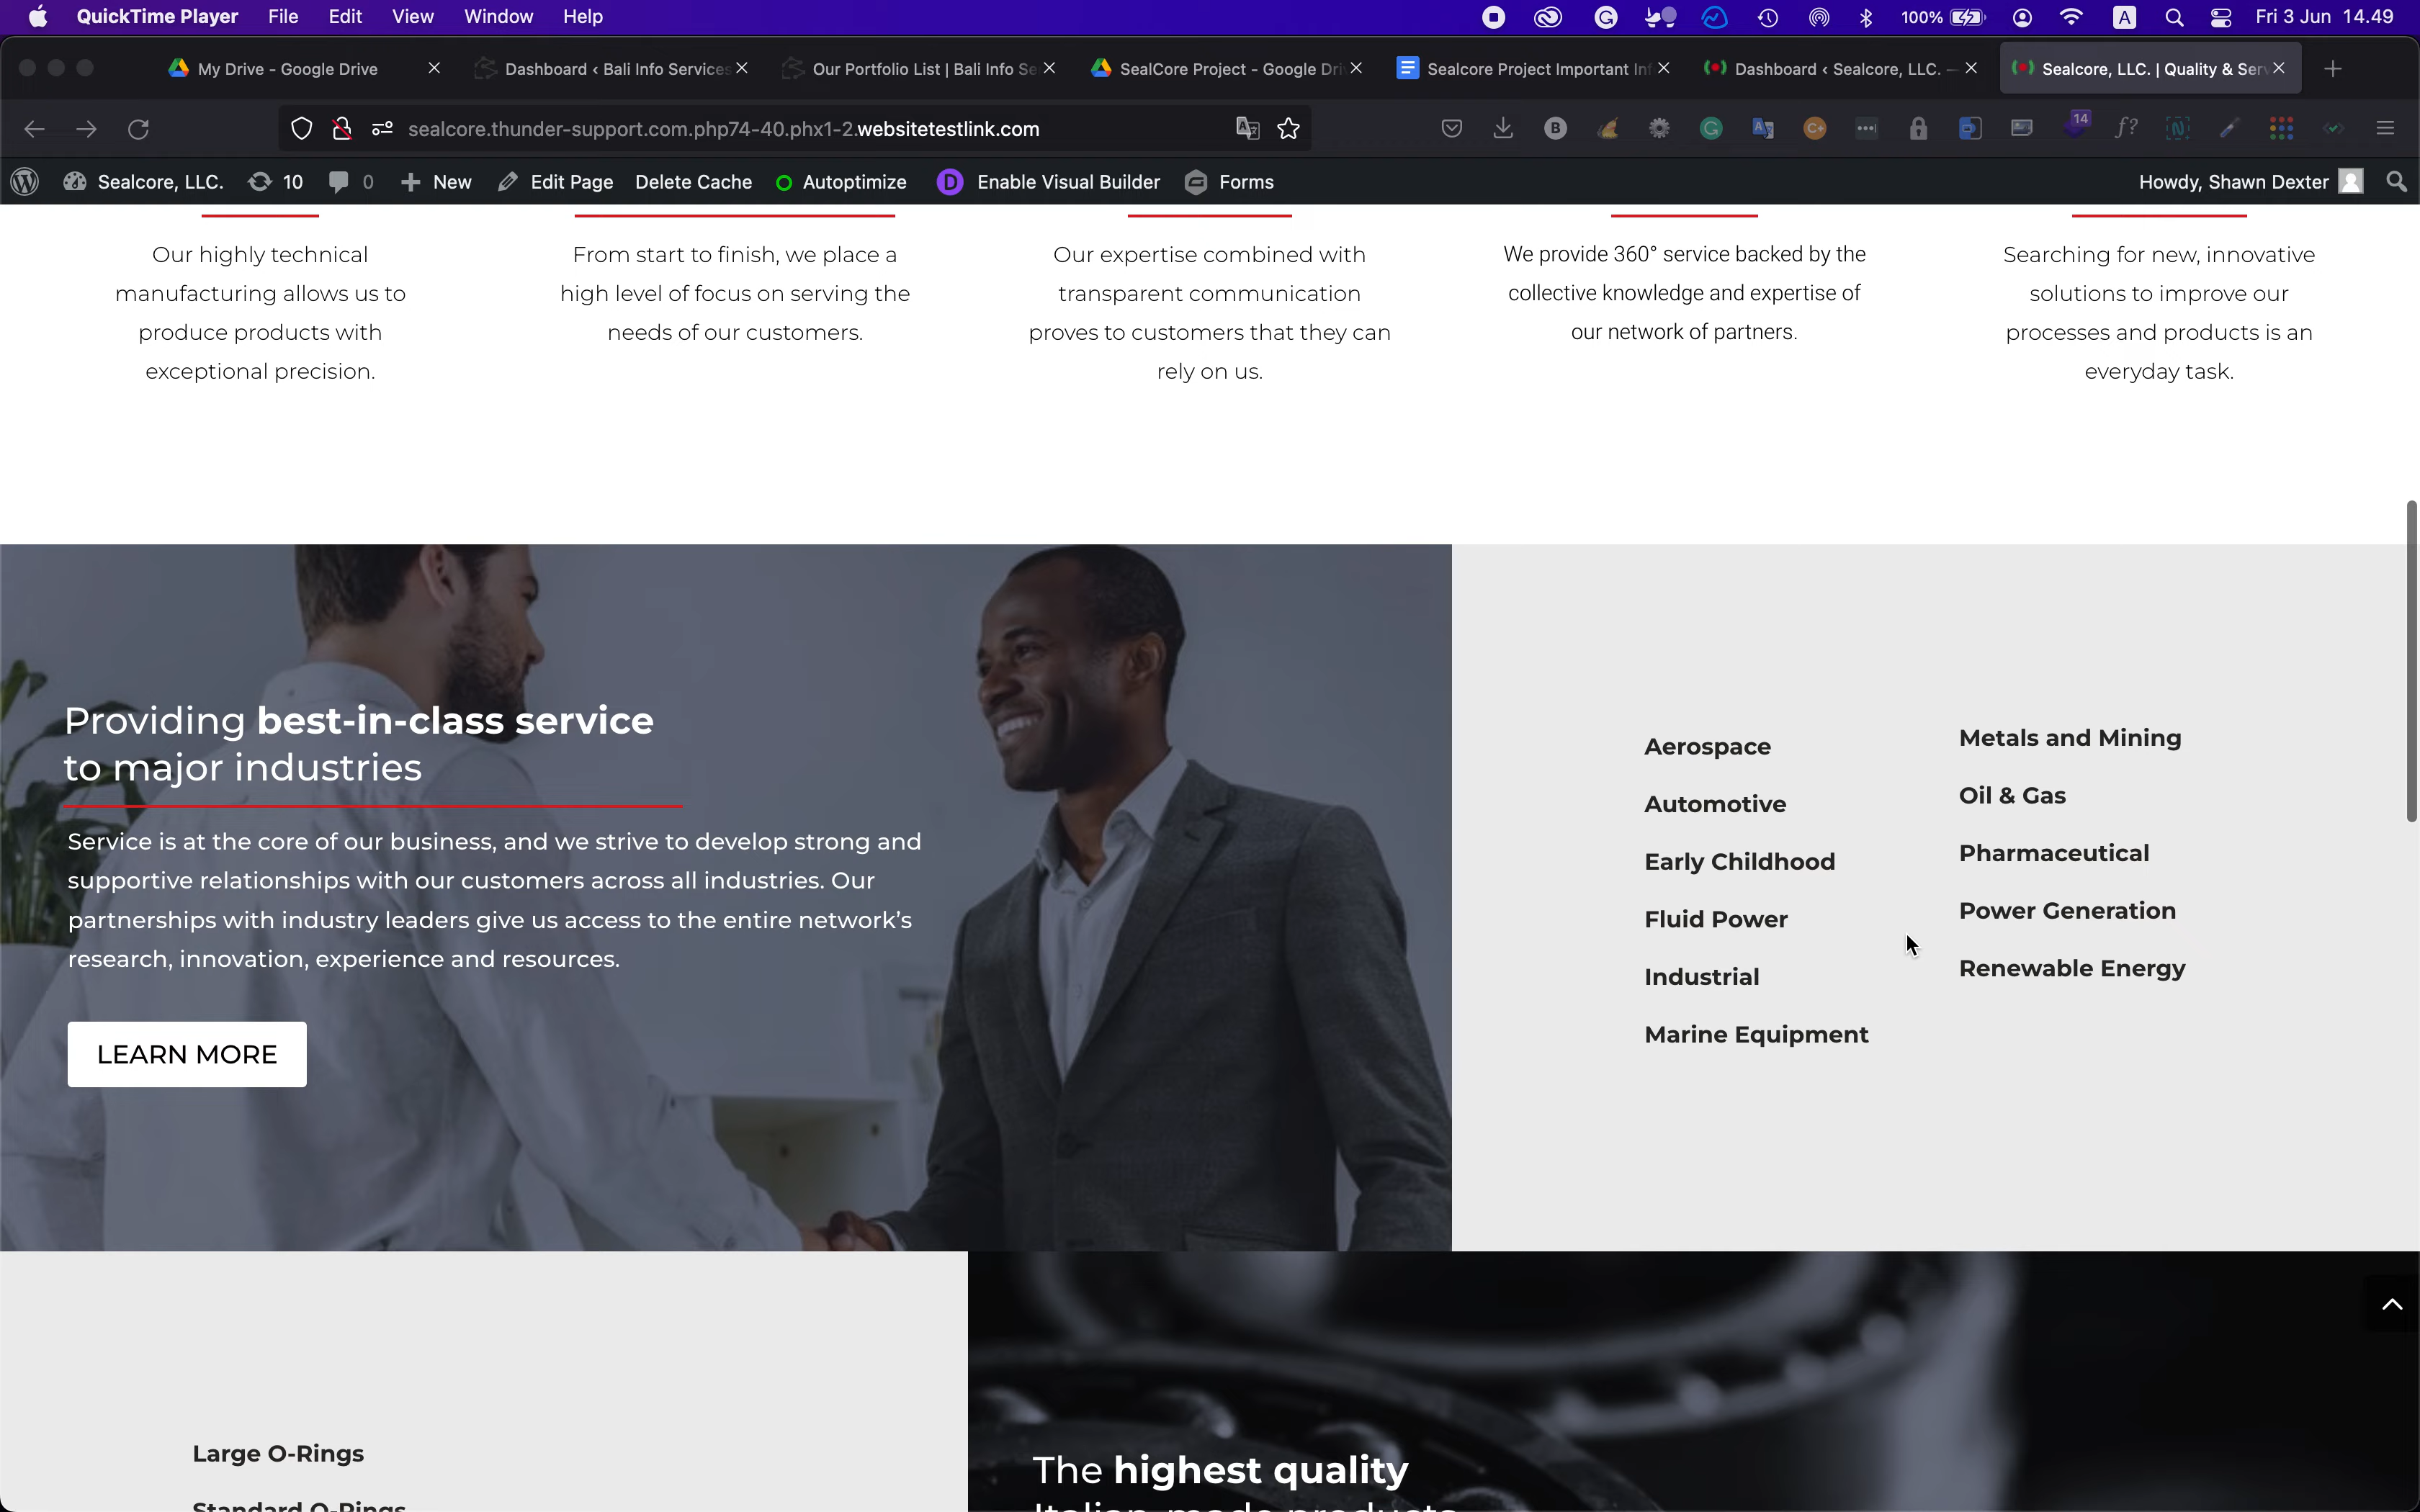 QuickTime Player File Edit View Window Help 100% A Fri 3 Jun 14.49
My Drive - Google Drive
Dashboard ‹ Bali Info Services
Our Portfolio List | Bali Info Se
SealCore Project - Google Dri
Sealcore Project Important Inf
Dashboard ‹ Sealcore, LLC. —
Sealcore, LLC. | Quality & Serv
sealcore.thunder-support.com.php74-40.phx1-2.websitetestlink.com
14
Sealcore, LLC. 10 0 New Edit Page Delete Cache Autoptimize D Enable Visual Builder Forms Howdy, Shawn Dexter
Our highly technical
manufacturing allows us to
produce products with
exceptional precision.
From start to finish, we place a
high level of focus on serving the
needs of our customers.
Our expertise combined with
transparent communication
proves to customers that they can
rely on us.
We provide 360° service backed by the
collective knowledge and expertise of
our network of partners.
Searching for new, innovative
solutions to improve our
processes and products is an
everyday task.
Providing best-in-class service
to major industries
Service is at the core of our business, and we strive to develop strong and
supportive relationships with our customers across all industries. Our
partnerships with industry leaders give us access to the entire network’s
research, innovation, experience and resources.
LEARN MORE
Aerospace
Automotive
Early Childhood
Fluid Power
Industrial
Marine Equipment
Metals and Mining
Oil & Gas
Pharmaceutical
Power Generation
Renewable Energy
Large O-Rings
Standard O-Rings
The highest quality
Italian-made products